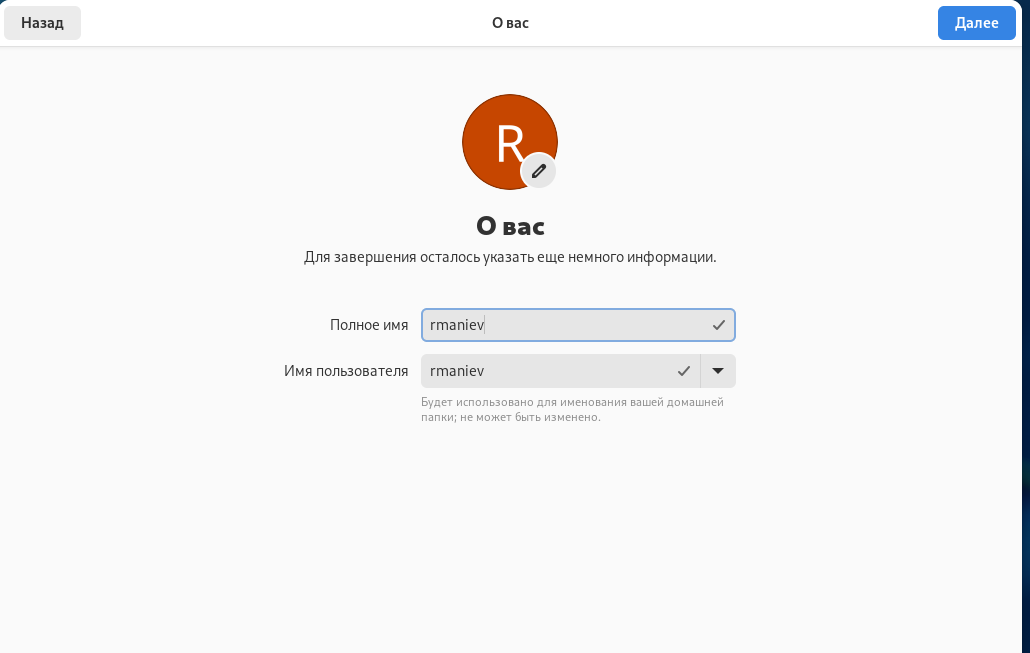 Назад
О вас
Далее
R
О вас
Для завершения осталось указать еще немного информации.
Полное имя
rmaniev
Имя пользователя
rmaniev
Будет использовано для именования вашей домашней
папки; не может быть изменено.